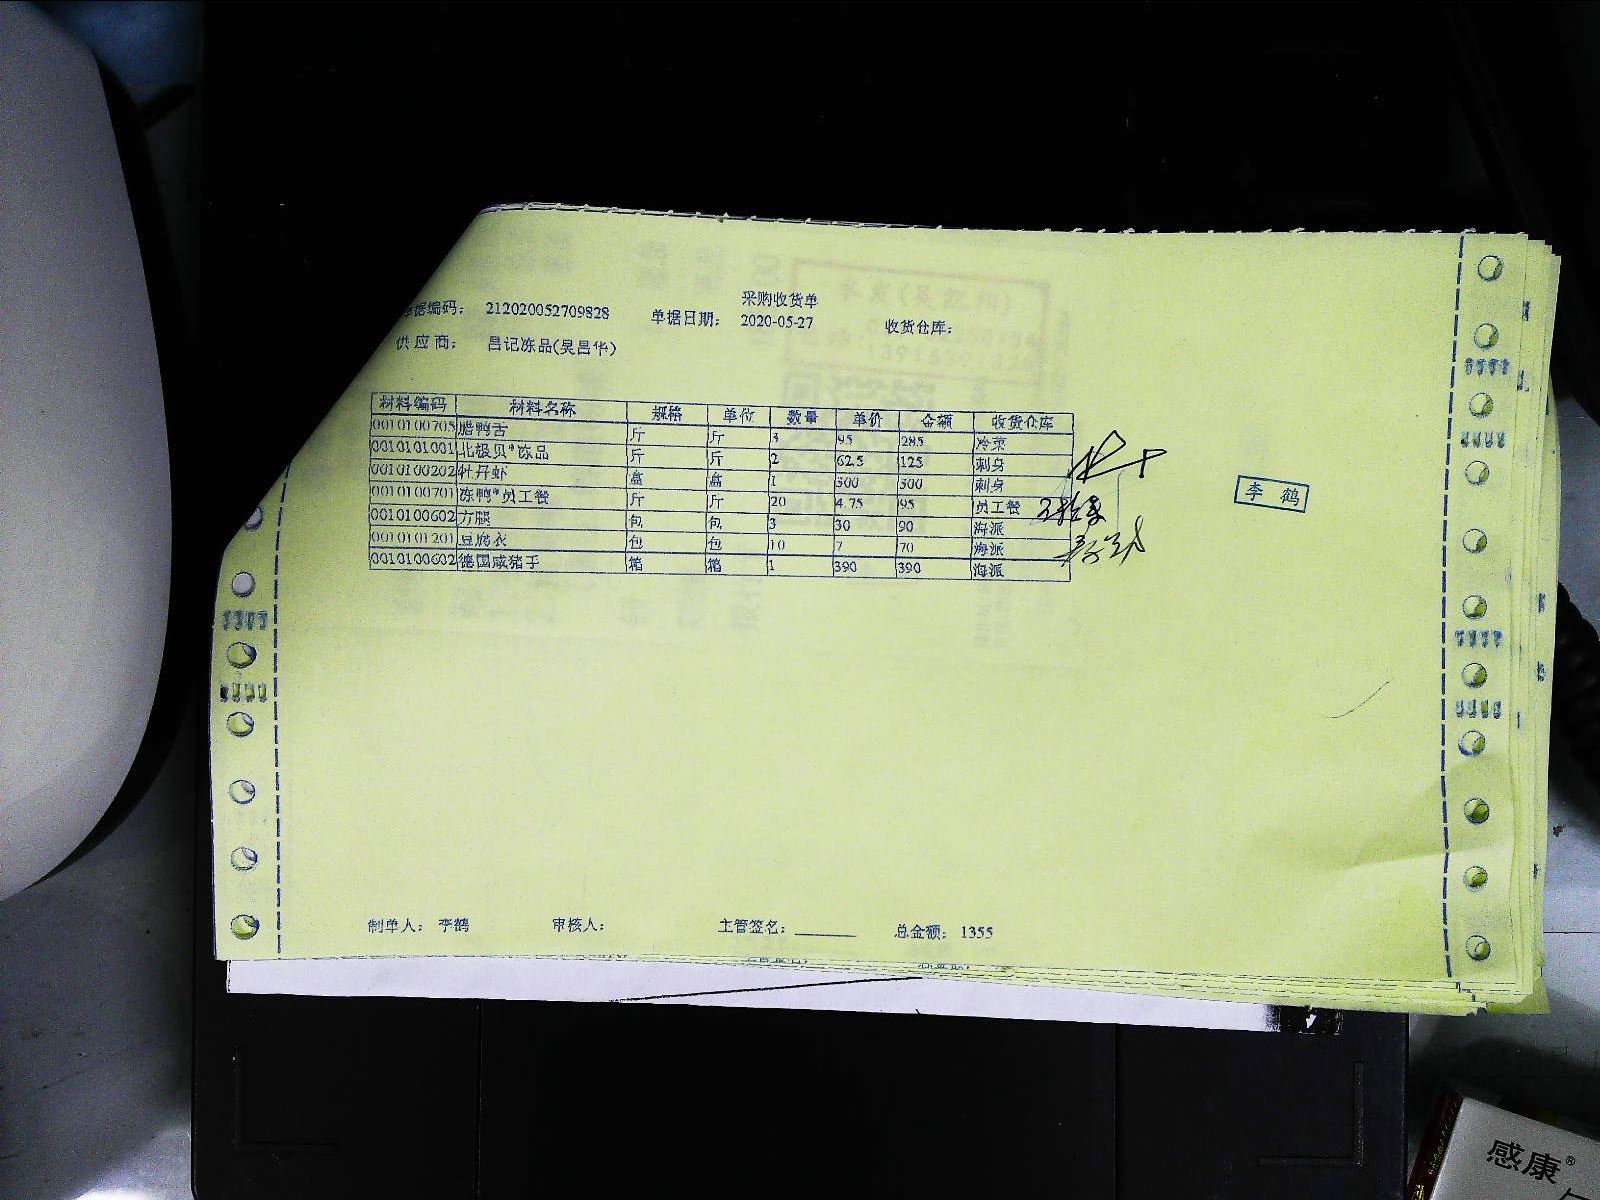 采购收货单
单据编码： 212020052709828 单据日期： 2020-05-27 收货仓库：
供应商： 昌记冻品(吴昌华)
材料编码 材料名称 规格 单位 数量 单价 金额 收货仓库
0010100705 腊鸭舌 斤 斤 3 95 285 冷菜
0010101001 北极贝*冻品 斤 斤 2 62.5 125 刺身
0010100202 牡丹虾 盒 盒 1 300 300 刺身
0010100701 冻鸭*员工餐 斤 斤 20 4.75 95 员工餐
0010100602 方腿 包 包 3 30 90 海派
0010101201 豆腐衣 包 包 10 7 70 海派
0010100602 德国咸猪手 箱 箱 1 390 390 海派
李鹤
制单人： 李鹤 审核人： 主管签名： 总金额： 1355
感康®